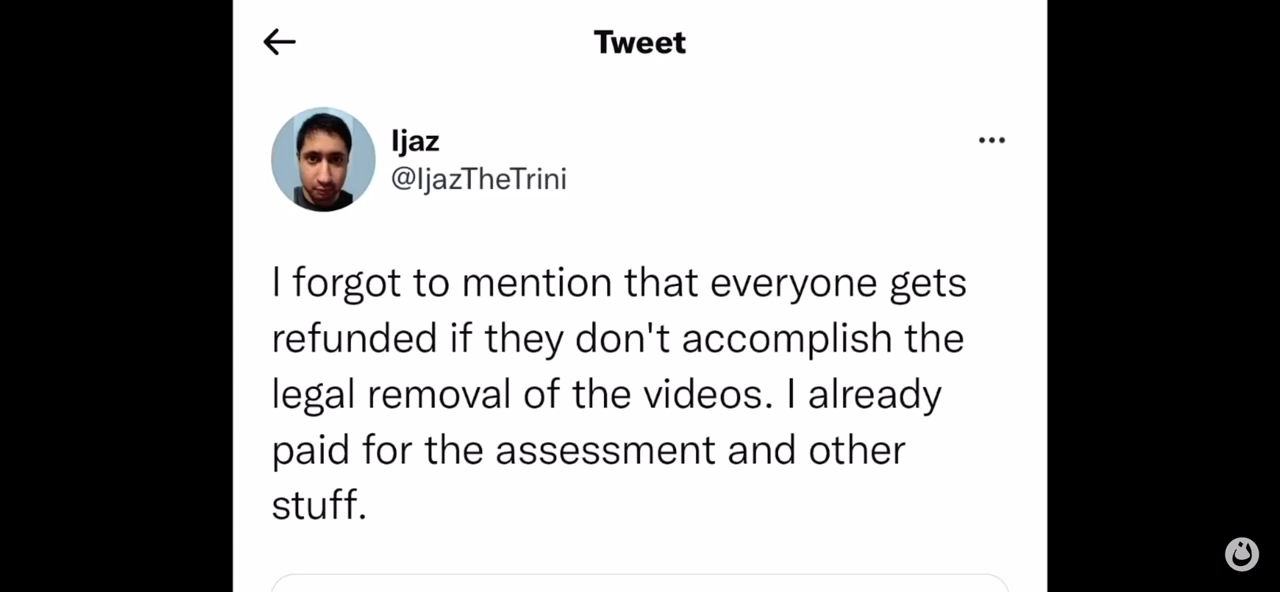 Tweet
Ijaz
@IjazTheTrini
I forgot to mention that everyone gets
refunded if they don't accomplish the
legal removal of the videos. I already
paid for the assessment and other
stuff.
ن